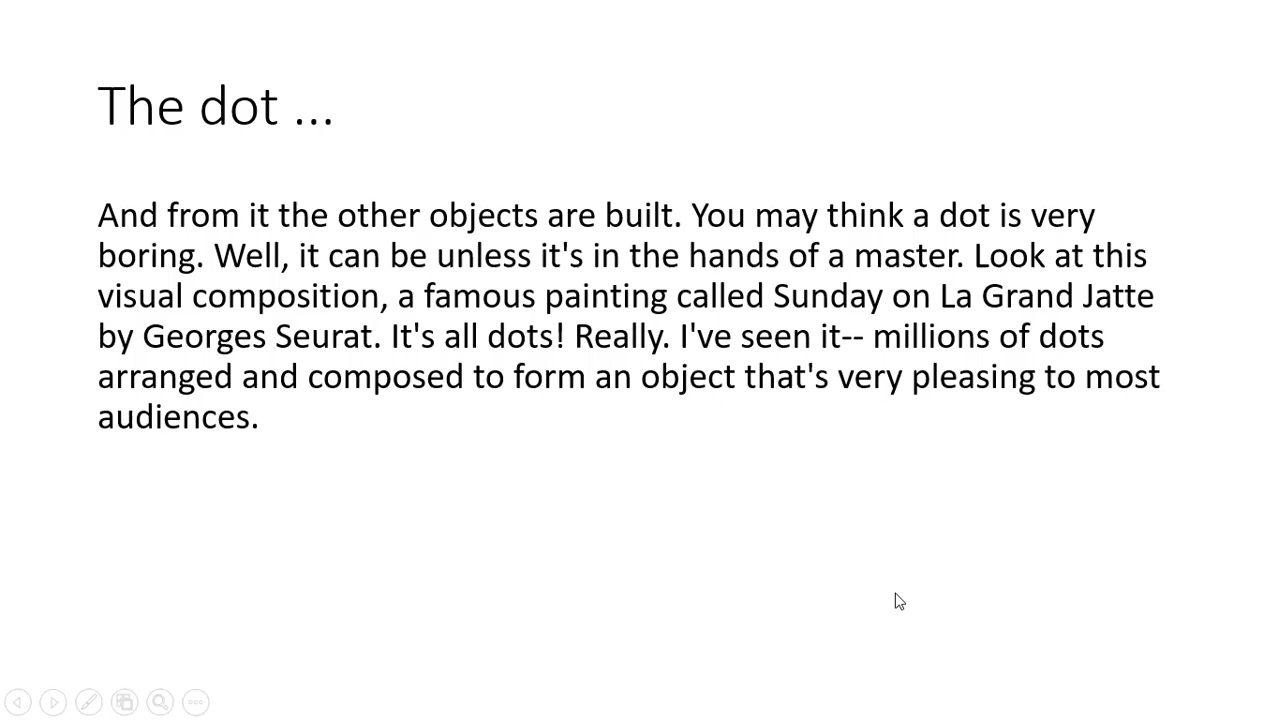 The dot ...
And from it the other objects are built. You may think a dot is very
boring. Well, it can be unless it's in the hands of a master. Look at this
visual composition, a famous painting called Sunday on La Grand Jatte
by Georges Seurat. It's all dots! Really. I've seen it-- millions of dots
arranged and composed to form an object that's very pleasing to most
audiences.